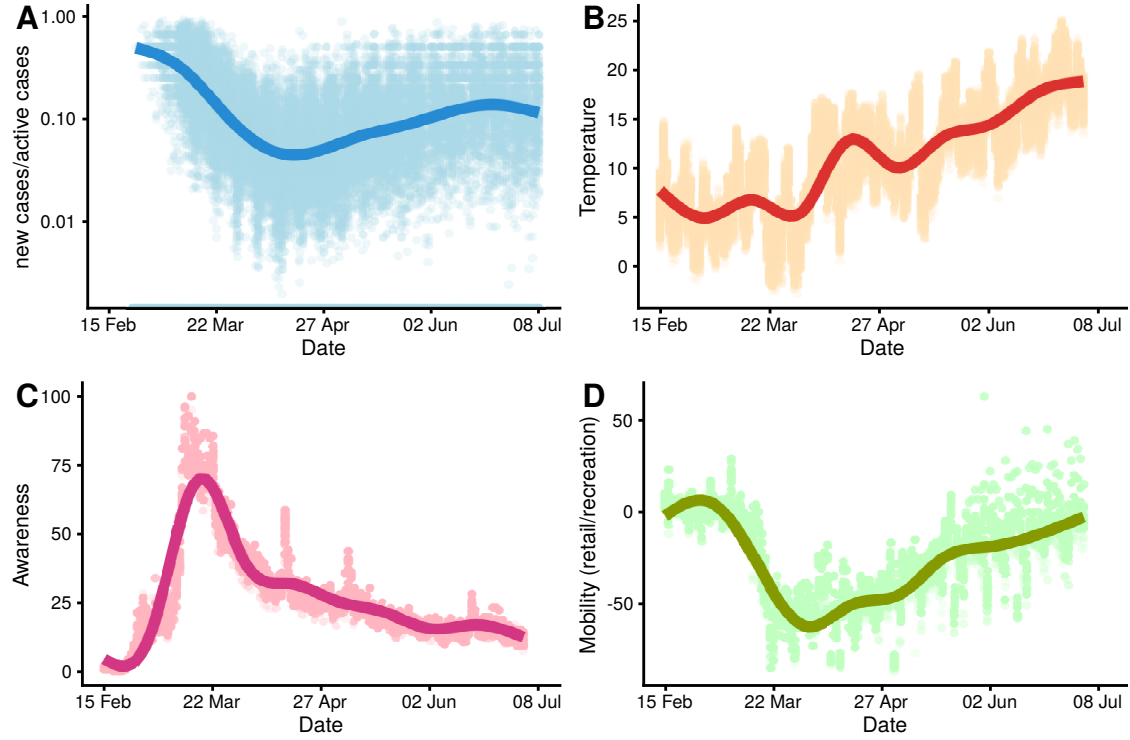 A
new cases/active cases
1.00
0.10
0.01
15 Feb 22 Mar 27 Apr 02 Jun 08 Jul
Date
B
Temperature
25
20
15
10
5
0
15 Feb 22 Mar 27 Apr 02 Jun 08 Jul
Date
C
Awareness
100
75
50
25
0
15 Feb 22 Mar 27 Apr 02 Jun 08 Jul
Date
D
Mobility (retail/recreation)
50
0
-50
15 Feb 22 Mar 27 Apr 02 Jun 08 Jul
Date